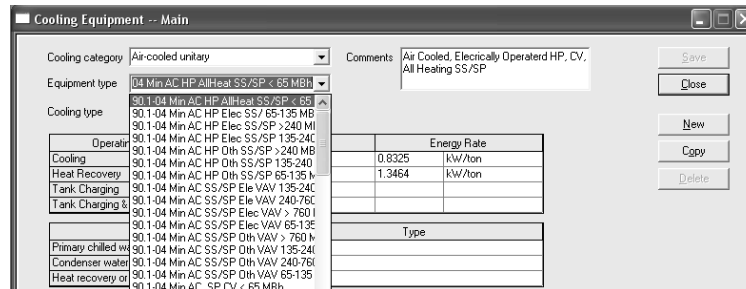 Cooling Equipment -- Main
Cooling category Air-cooled unitary
Comments Air Cooled, Elecrically Operaterd HP, CV,
All Heating SS/SP
Save
Equipment type 04 Min AC HP AllHeat SS/SP < 65 MBh
Close
Cooling type
90.1-04 Min AC HP AllHeat SS/SP < 65
90.1-04 Min AC HP Elec SS/ 65-135 MB
90.1-04 Min AC HP Elec SS/SP >240 MI
90.1-04 Min AC HP Elec SS/SP 135-240
90.1-04 Min AC HP Oth SS/SP >240 MB
90.1-04 Min AC HP Oth SS/SP 135-240
90.1-04 Min AC HP Oth SS/SP 65-135 M
90.1-04 Min AC SS/SP Ele VAV 135-240
90.1-04 Min AC SS/SP Ele VAV 240-760
90.1-04 Min AC SS/SP Elec VAV > 760
90.1-04 Min AC SS/SP Elec VAV 65-135
90.1-04 Min AC SS/SP Oth VAV > 760 M
90.1-04 Min AC SS/SP Oth VAV 135-240
90.1-04 Min AC SS/SP Oth VAV 240-760
90.1-04 Min AC SS/SP Oth VAV 65-135
90.1-04 Min AC SP CV < 65 MBh
New
Copy
Delete
Operatin
Energy Rate
Cooling 0.8325 kW/ton
Heat Recovery 1.3464 kW/ton
Tank Charging
Tank Charging &
Type
Primary chilled wa
Condenser water
Heat recovery or